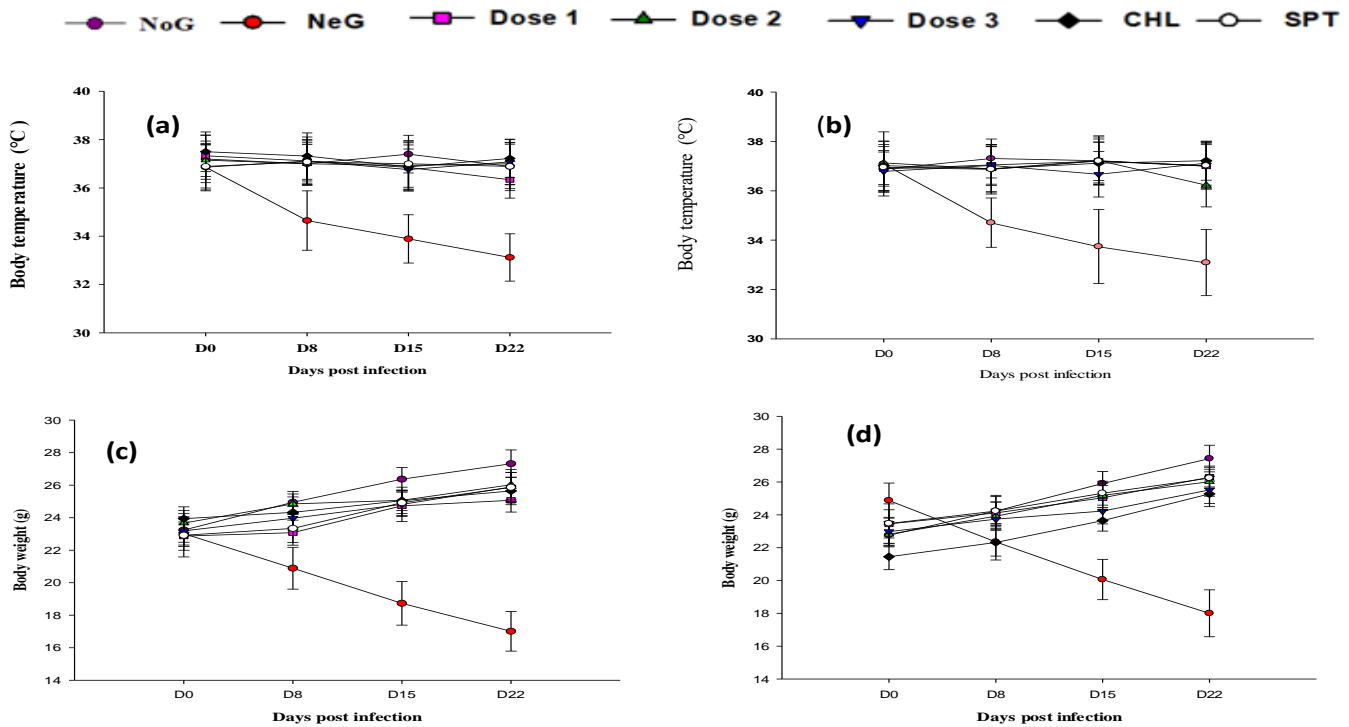 NoG NeG Dose 1 Dose 2 Dose 3 CHL SPT
(a)
Body temperature (°C )
40
38
36
34
32
30
D0 D8 D15 D22
Days post infection
(b)
Body temperature (°C)
40
38
36
34
32
30
D0 D8 D15 D22
Days post infection
(c)
Body weight (g)
30
28
26
24
22
20
18
16
14
D0 D8 D15 D22
Days post infection
(d)
Body weight (g)
30
28
26
24
22
20
18
16
14
D0 D8 D15 D22
Days post infection